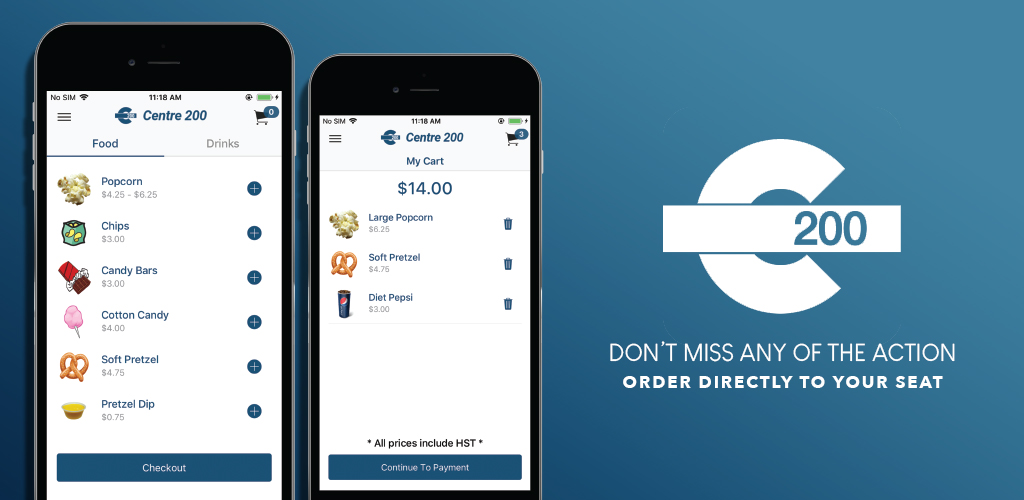 No SIM 11:18 AM
Centre 200 0
Food Drinks
Popcorn
$4.25 - $6.25
Chips
$3.00
Candy Bars
$3.00
Cotton Candy
$4.00
Soft Pretzel
$4.75
Pretzel Dip
$0.75
Checkout
No SIM 11:18 AM
Centre 200 3
My Cart
$14.00
Large Popcorn
$6.25
Soft Pretzel
$4.75
Diet Pepsi
$3.00
* All prices include HST *
Continue To Payment
200
DON'T MISS ANY OF THE ACTION
ORDER DIRECTLY TO YOUR SEAT